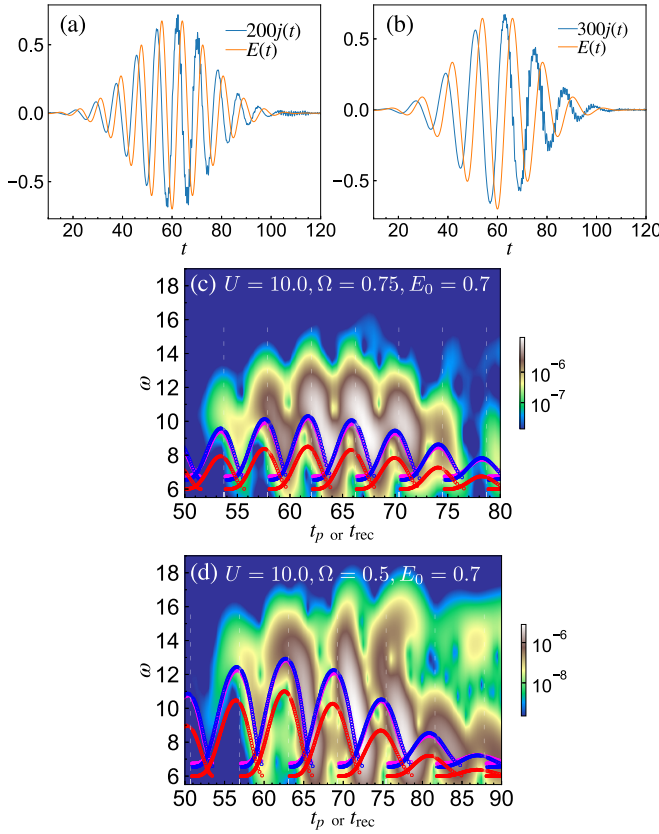 (a) 200j(t) E(t)
0.5
0.0
−0.5
20 40 60 80 100 120
t
(b) 300j(t) E(t)
0.5
0.0
−0.5
20 40 60 80 100 120
t
(c) U = 10.0, Ω = 0.75, E₀ = 0.7
18
16
14
12
10
8
6
ω
50 55 60 65 70 75 80
t_p or t_rec
10⁻⁶
10⁻⁷
(d) U = 10.0, Ω = 0.5, E₀ = 0.7
18
16
14
12
10
8
6
ω
50 55 60 65 70 75 80 85 90
t_p or t_rec
10⁻⁶
10⁻⁸